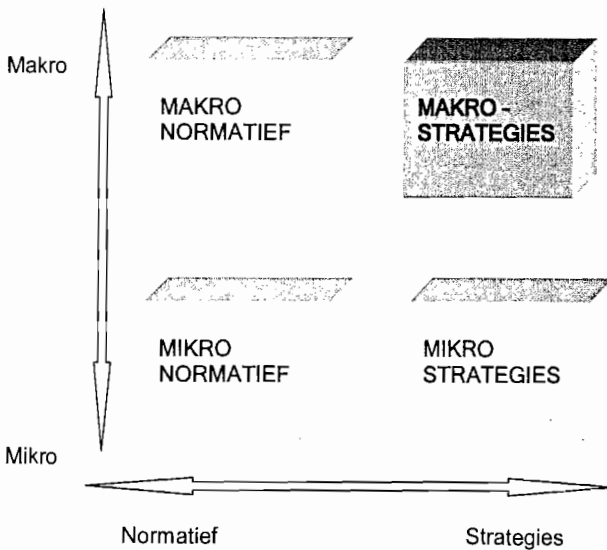 Makro
MAKRO
NORMATIEF
MAKRO -
STRATEGIES
MIKRO
NORMATIEF
MIKRO
STRATEGIES
Mikro
Normatief
Strategies